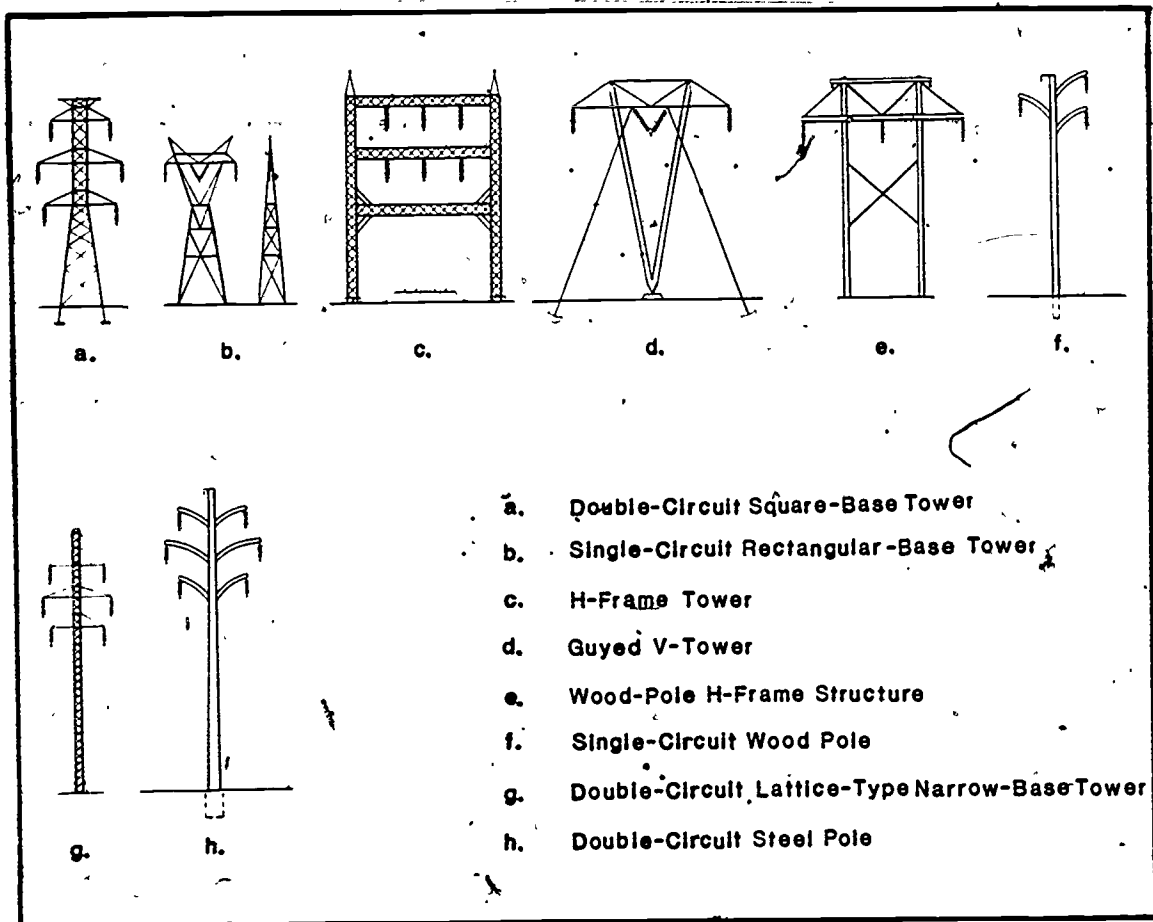 a.
b.
c.
d.
e.
f.
g.
h.
a. Double-Circuit Square-Base Tower
b. Single-Circuit Rectangular-Base Tower
c. H-Frame Tower
d. Guyed V-Tower
e. Wood-Pole H-Frame Structure
f. Single-Circuit Wood Pole
g. Double-Circuit Lattice-Type Narrow-Base Tower
h. Double-Circuit Steel Pole